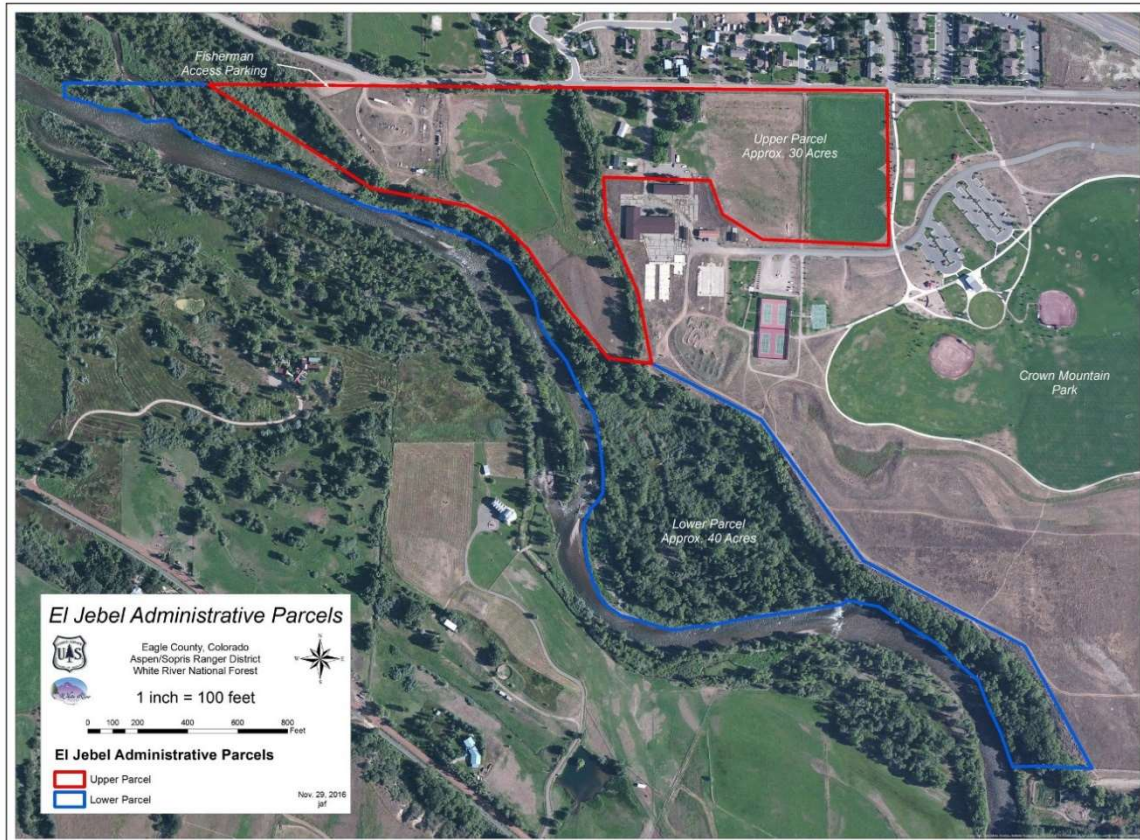 Fisherman
Access Parking
Upper Parcel
Approx. 30 Acres
Crown Mountain
Park
Lower Parcel
Approx. 40 Acres
El Jebel Administrative Parcels
Eagle County, Colorado
Aspen/Sopris Ranger District
White River National Forest
1 inch = 100 feet
0 100 200 400 600 800
Feet
El Jebel Administrative Parcels
Upper Parcel
Lower Parcel
Nov. 29, 2016
jaf
U S
White River
N